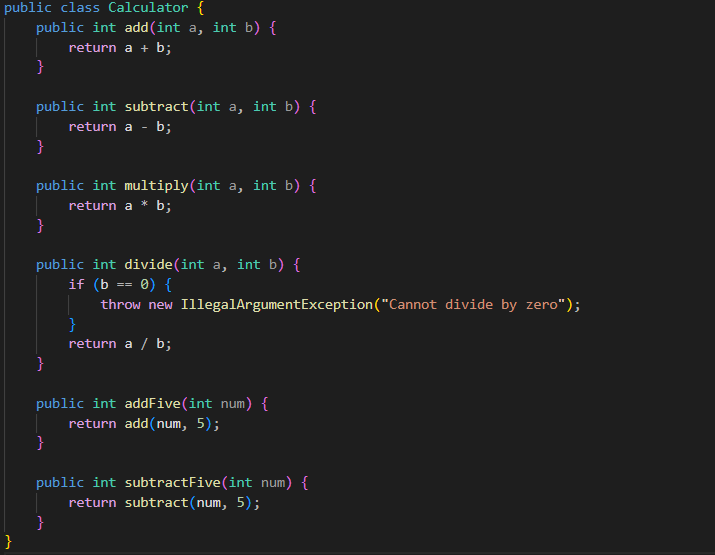 public class Calculator {
    public int add(int a, int b) {
        return a + b;
    }

    public int subtract(int a, int b) {
        return a - b;
    }

    public int multiply(int a, int b) {
        return a * b;
    }

    public int divide(int a, int b) {
        if (b == 0) {
            throw new IllegalArgumentException("Cannot divide by zero");
        }
        return a / b;
    }

    public int addFive(int num) {
        return add(num, 5);
    }

    public int subtractFive(int num) {
        return subtract(num, 5);
    }
}